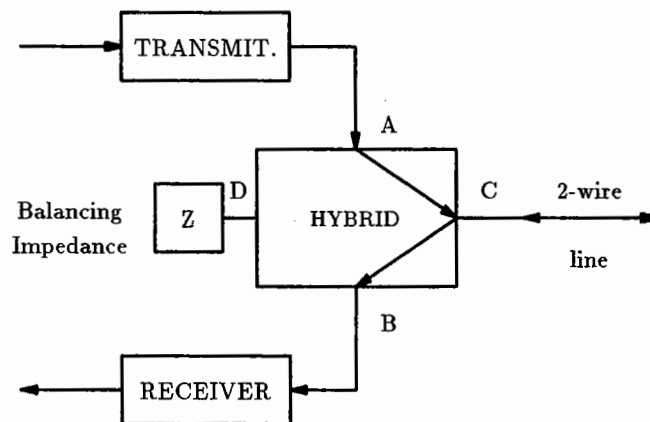 TRANSMIT.
A
D
C
2-wire
Balancing
Impedance
Z
HYBRID
line
B
RECEIVER